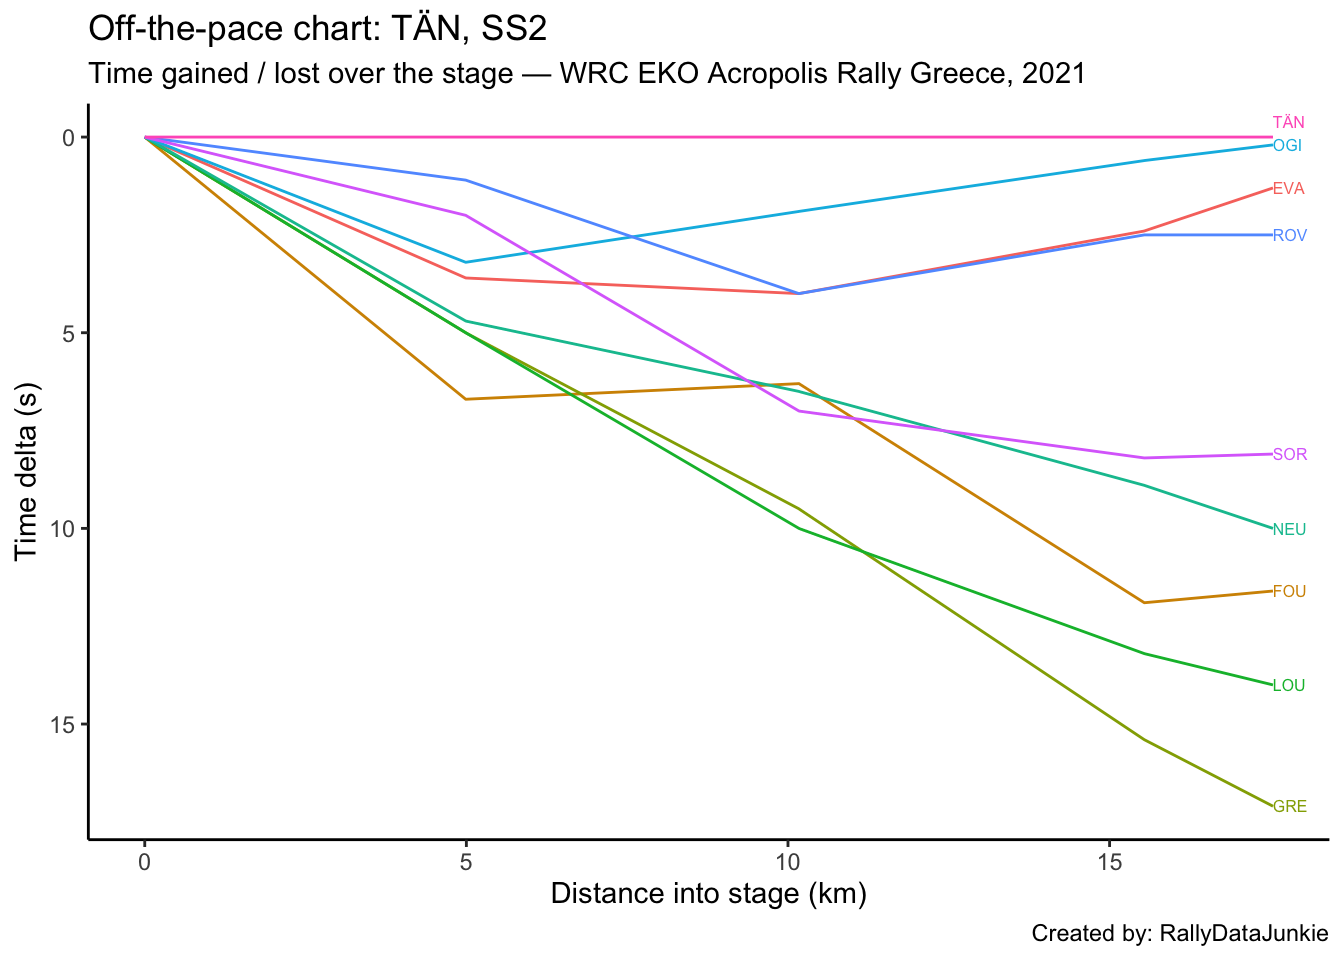 Off-the-pace chart: TÄN, SS2
Time gained / lost over the stage — WRC EKO Acropolis Rally Greece, 2021
TÄN
0
OGI
EVA
ROV
5
Time delta (s)
SOR
10
NEU
FOU
LOU
15
GRE
0 5 10 15
Distance into stage (km)
Created by: RallyDataJunkie